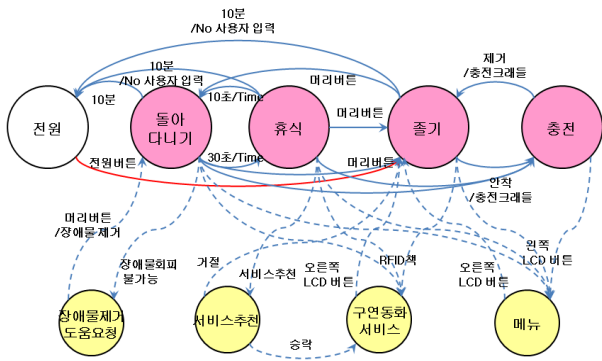 10분
/No 사용자 입력
10분
/No 사용자 입력
머리버튼
제거
/충전크래들
10분
10초/Time
머리버튼
전원
돌아
다니기
휴식
졸기
충전
전원버튼
30초/Time
머리버튼
안착
/충전크래들
머리버튼
/장애물 제거
장애물회피
불가능
거절
서비스추천
오른쪽
LCD 버튼
RFID책
오른쪽
LCD 버튼
왼쪽
LCD 버튼
장애물제거
도움요청
서비스추천
구연동화
서비스
메뉴
승락